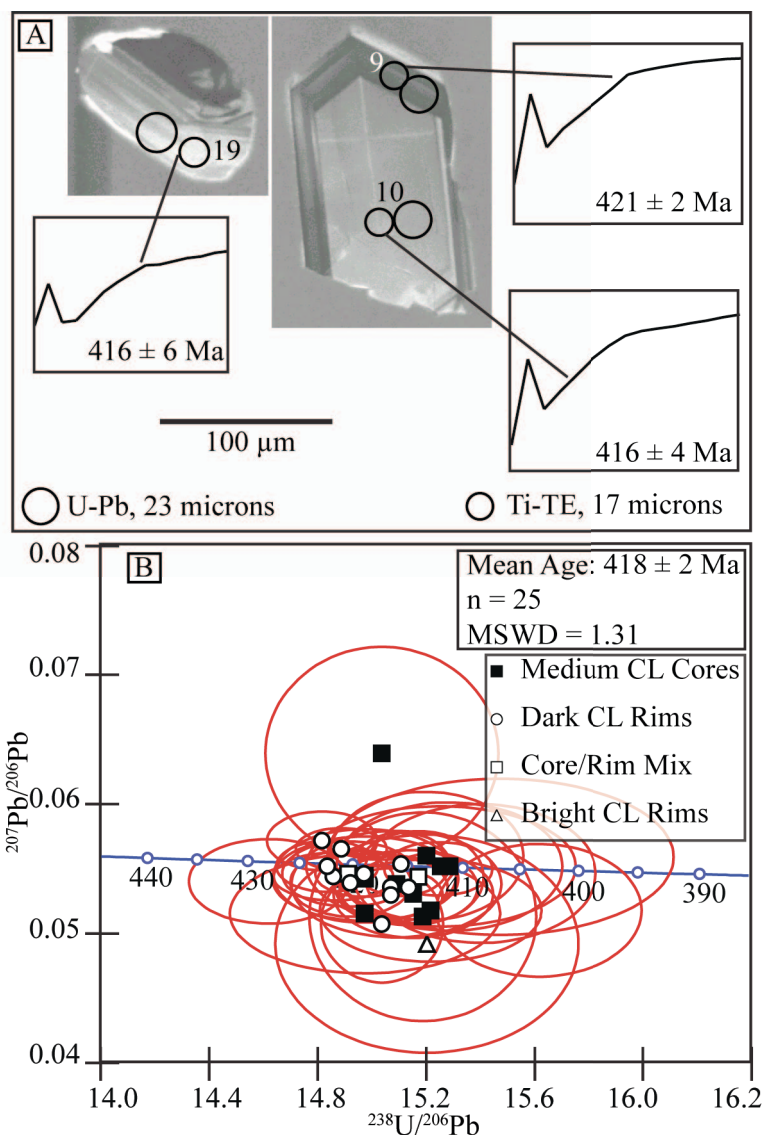 A
9
19
10
421 ± 2 Ma
416 ± 6 Ma
416 ± 4 Ma
100 µm
U-Pb, 23 microns
Ti-TE, 17 microns
B
Mean Age: 418 ± 2 Ma
n = 25
MSWD = 1.31
Medium CL Cores
Dark CL Rims
Core/Rim Mix
Bright CL Rims
0.08
0.07
0.06
0.05
0.04
207Pb/206Pb
440
430
410
400
390
14.0
14.4
14.8
15.2
15.6
16.0
16.2
238U/206Pb